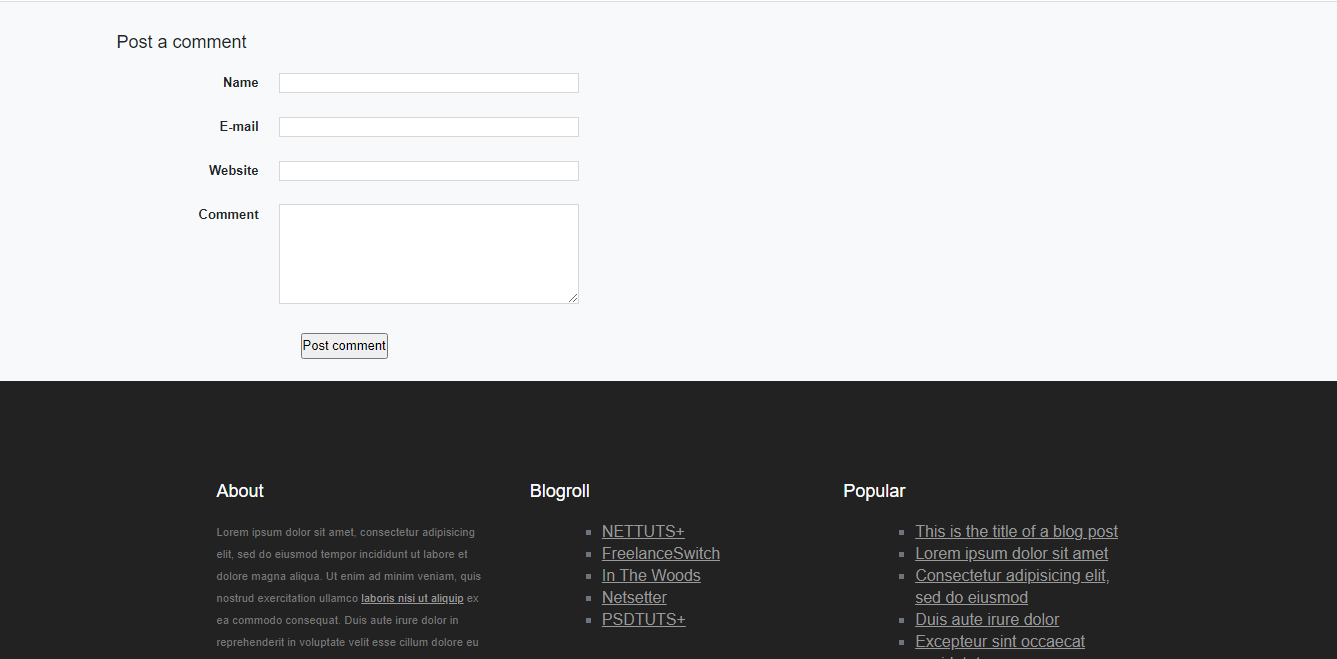 Post a comment
Name
E-mail
Website
Comment
Post comment
About
Lorem ipsum dolor sit amet, consectetur adipisicing
elit, sed do eiusmod tempor incididunt ut labore et
dolore magna aliqua. Ut enim ad minim veniam, quis
nostrud exercitation ullamco laboris nisi ut aliquip ex
ea commodo consequat. Duis aute irure dolor in
reprehenderit in voluptate velit esse cillum dolore eu
Blogroll
NETTUTS+
FreelanceSwitch
In The Woods
Netsetter
PSDTUTS+
Popular
This is the title of a blog post
Lorem ipsum dolor sit amet
Consectetur adipisicing elit,
sed do eiusmod
Duis aute irure dolor
Excepteur sint occaecat